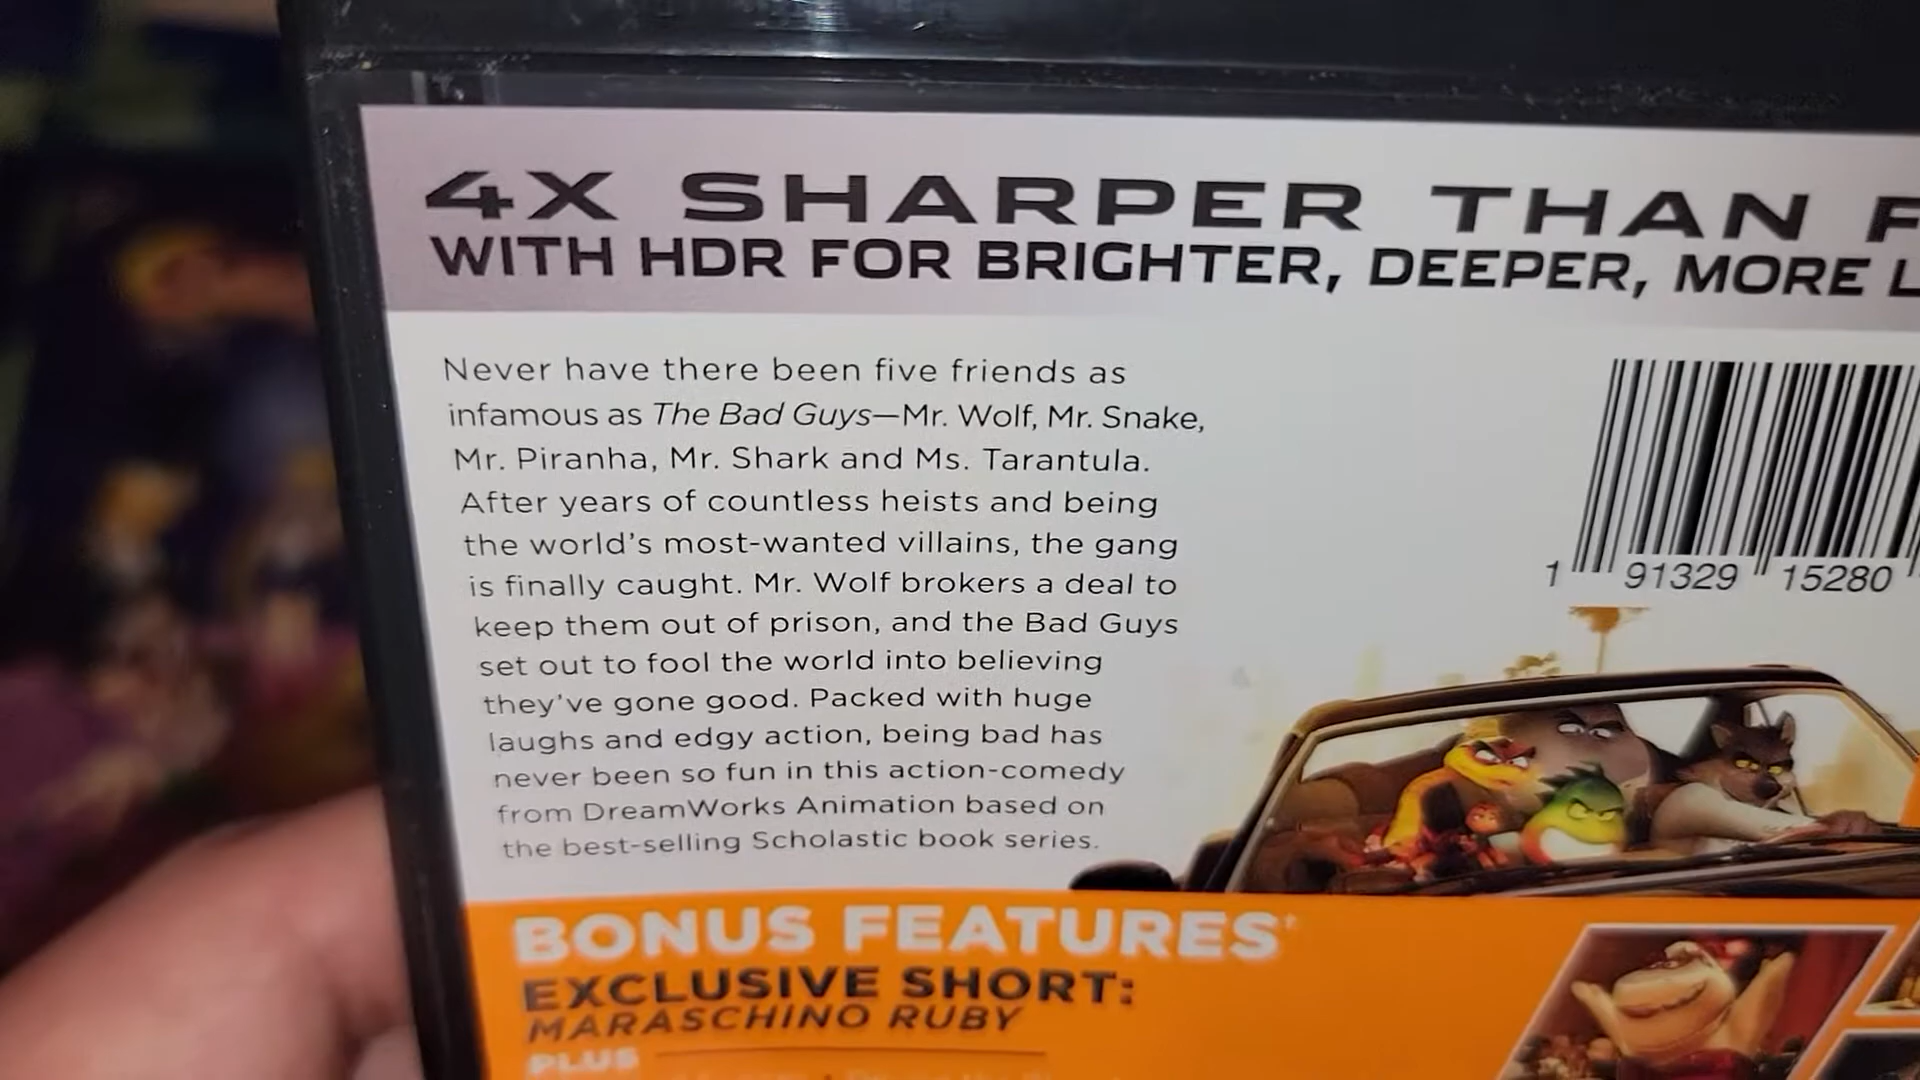 4X SHARPER THAN F
WITH HDR FOR BRIGHTER, DEEPER, MORE L
Never have there been five friends as
infamous as The Bad Guys—Mr. Wolf, Mr. Snake,
Mr. Piranha, Mr. Shark and Ms. Tarantula.
After years of countless heists and being
the world's most-wanted villains, the gang
is finally caught. Mr. Wolf brokers a deal to
keep them out of prison, and the Bad Guys
set out to fool the world into believing
they've gone good. Packed with huge
laughs and edgy action, being bad has
never been so fun in this action-comedy
from DreamWorks Animation based on
the best-selling Scholastic book series.
1 91329 15280
BONUS FEATURES†
EXCLUSIVE SHORT:
MARASCHINO RUBY
PLUS